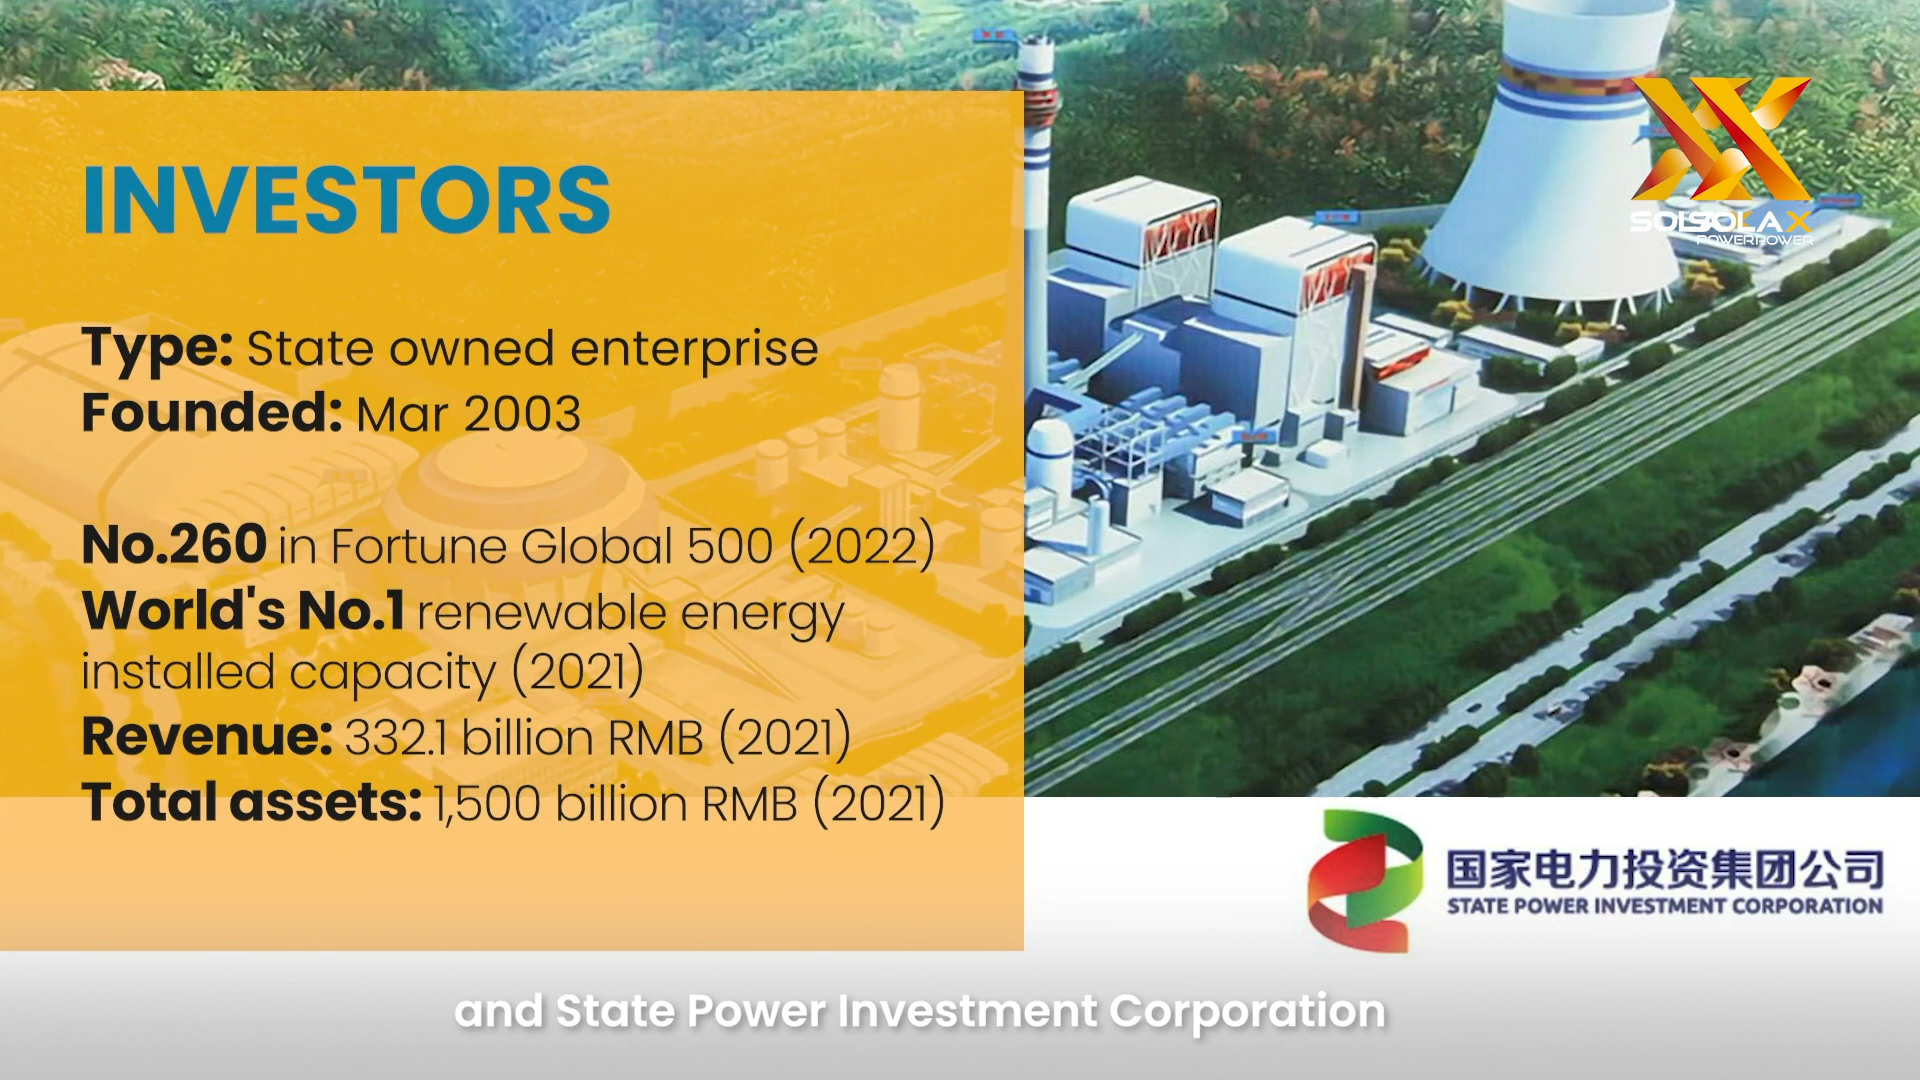 INVESTORS
SOLSOLAX
POWERPOWER
Type: State owned enterprise
Founded: Mar 2003
No.260 in Fortune Global 500 (2022)
World's No.1 renewable energy
installed capacity (2021)
Revenue: 332.1 billion RMB (2021)
Total assets: 1,500 billion RMB (2021)
国家电力投资集团公司
STATE POWER INVESTMENT CORPORATION
and State Power Investment Corporation